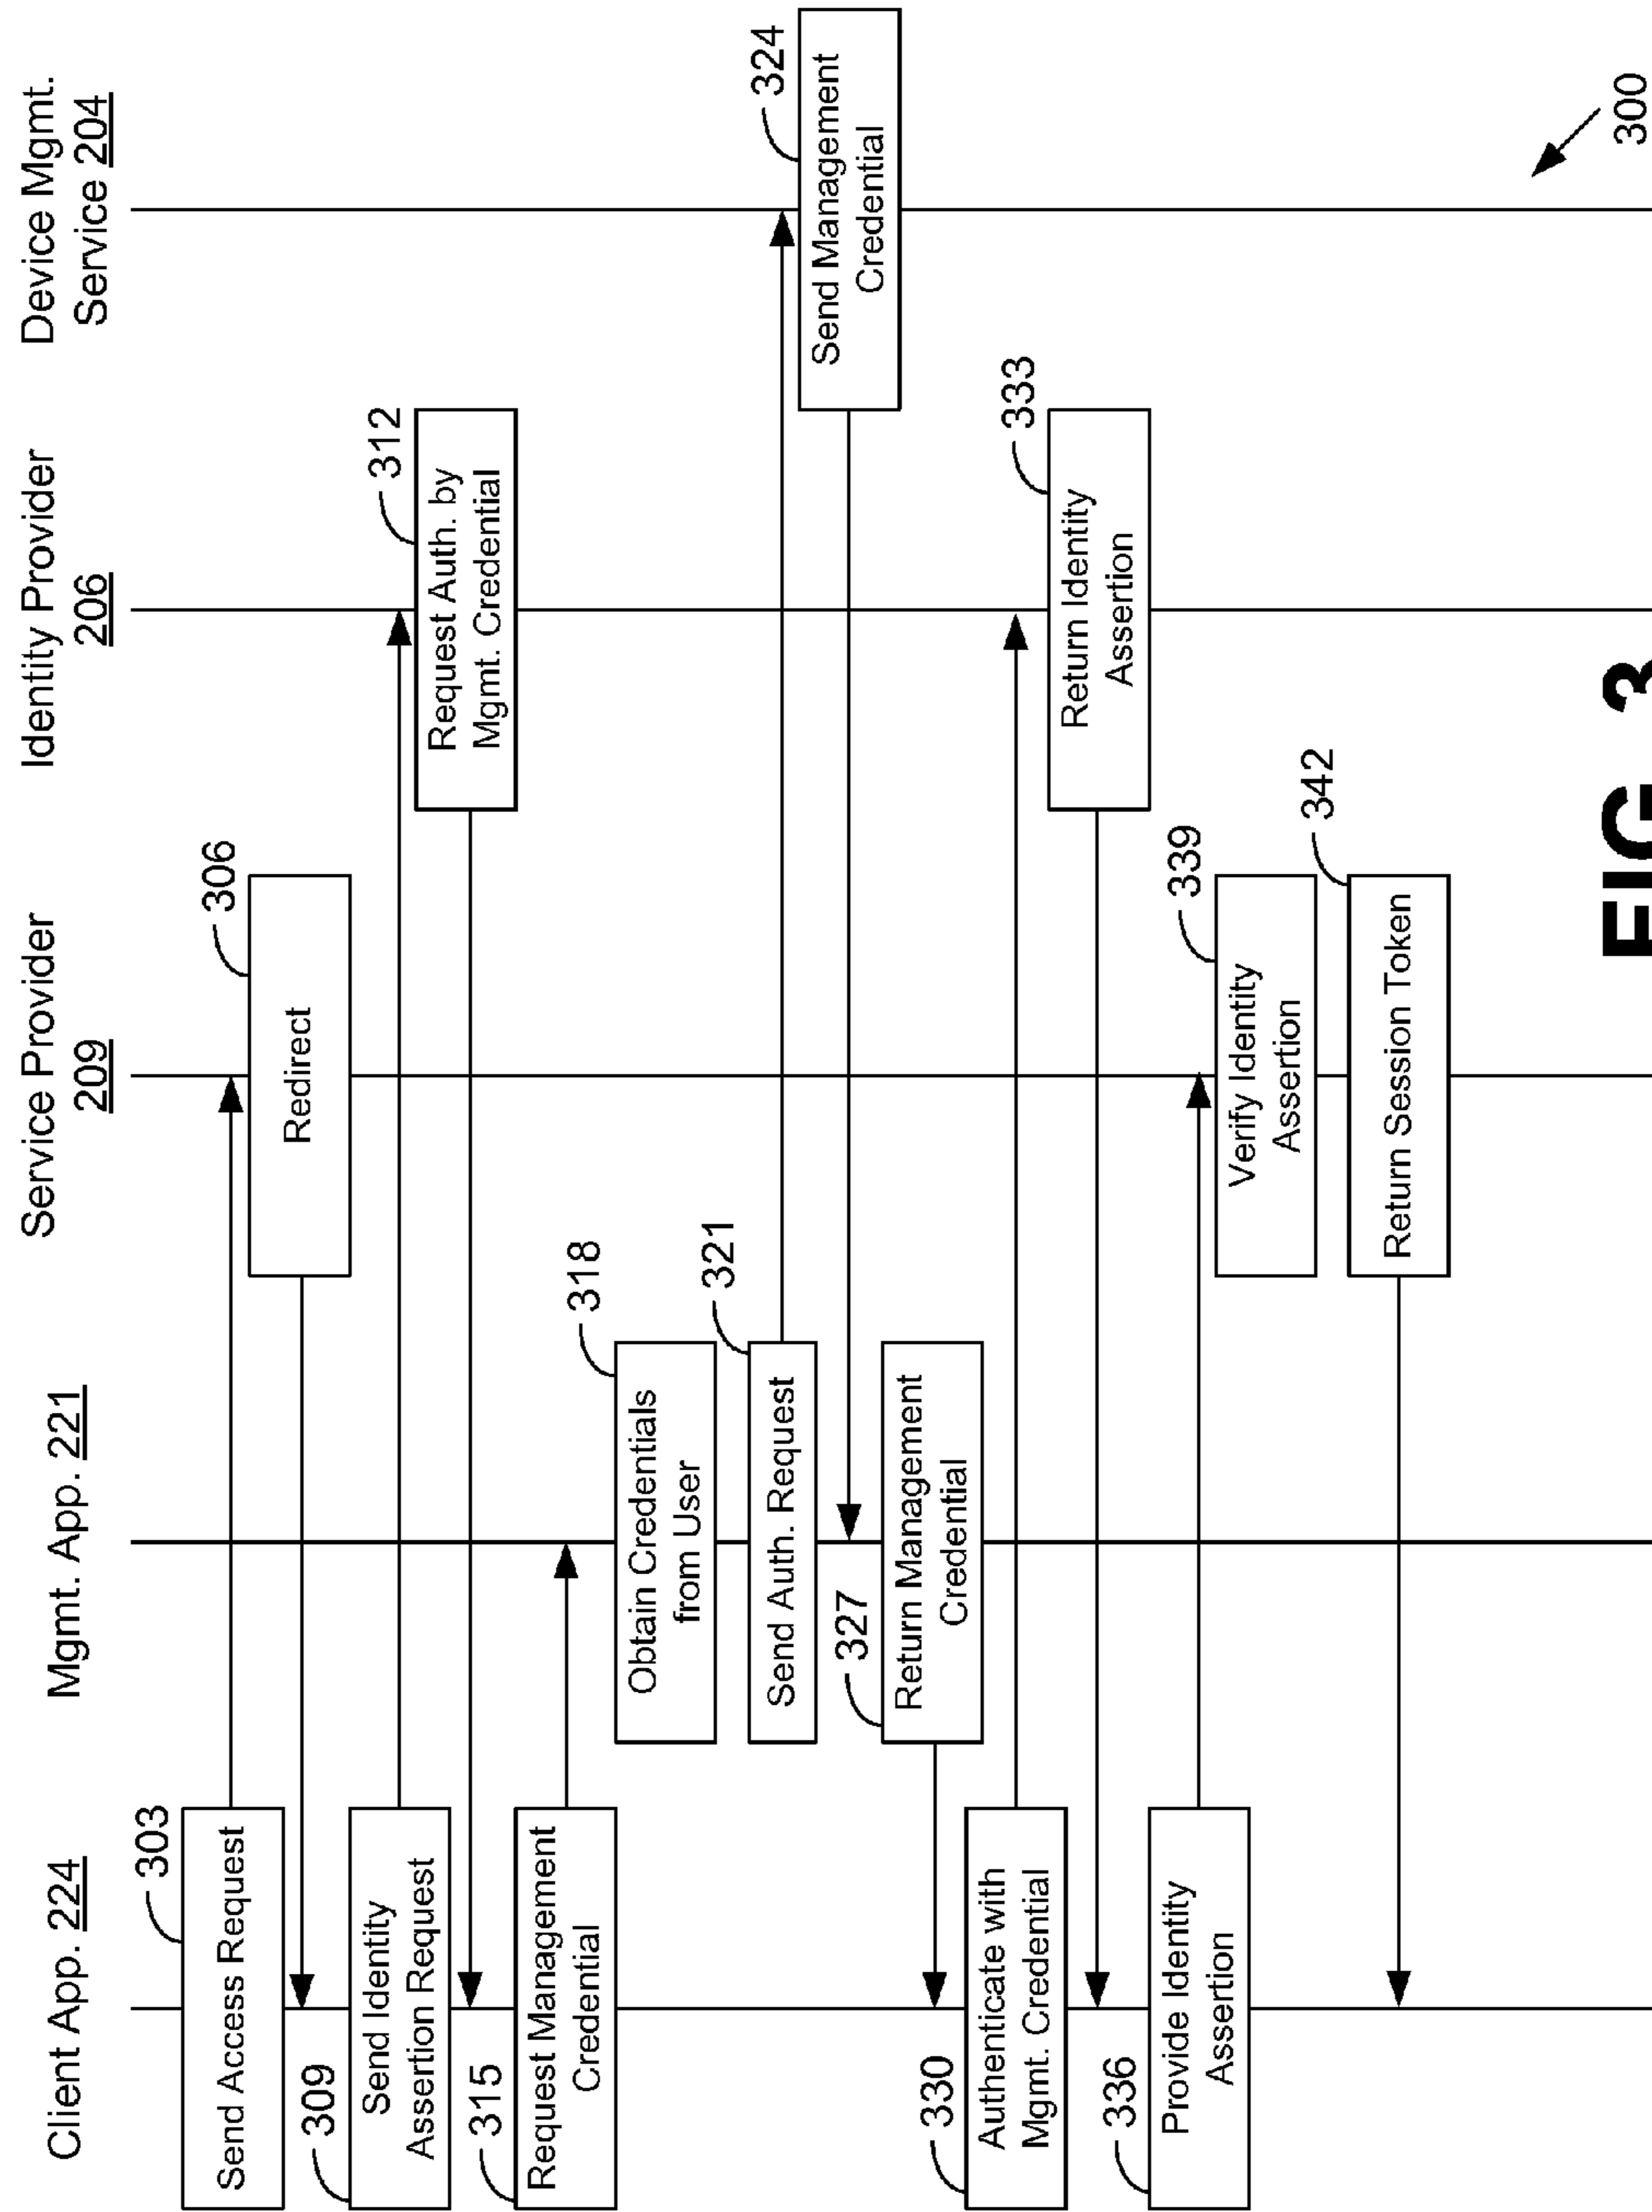 Client App. 224
Mgmt. App. 221
Service Provider
209
Identity Provider
206
Device Mgmt.
Service 204
303
Send Access Request
306
Redirect
309
Send Identity
Assertion Request
312
Request Auth. by
Mgmt. Credential
315
Request Management
Credential
318
Obtain Credentials
from User
321
Send Auth. Request
324
Send Management
Credential
327
Return Management
Credential
330
Authenticate with
Mgmt. Credential
333
Return Identity
Assertion
336
Provide Identity
Assertion
339
Verify Identity
Assertion
342
Return Session Token
300
FIG. 3